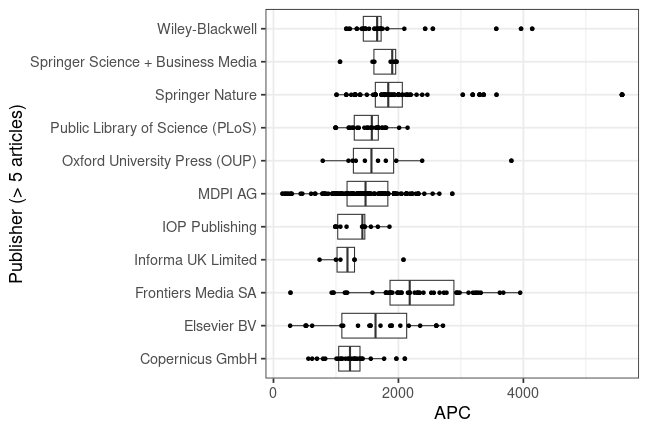 Publisher (> 5 articles)
Wiley-Blackwell
Springer Science + Business Media
Springer Nature
Public Library of Science (PLoS)
Oxford University Press (OUP)
MDPI AG
IOP Publishing
Informa UK Limited
Frontiers Media SA
Elsevier BV
Copernicus GmbH
0 2000 4000
APC